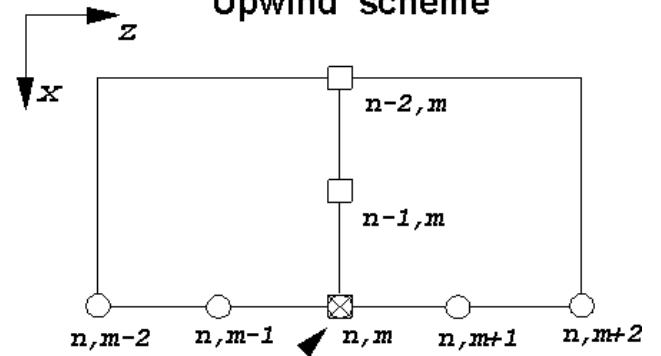 Upwind scheme
z
x
n-2,m
n-1,m
n,m-2 n,m-1 n,m n,m+1 n,m+2